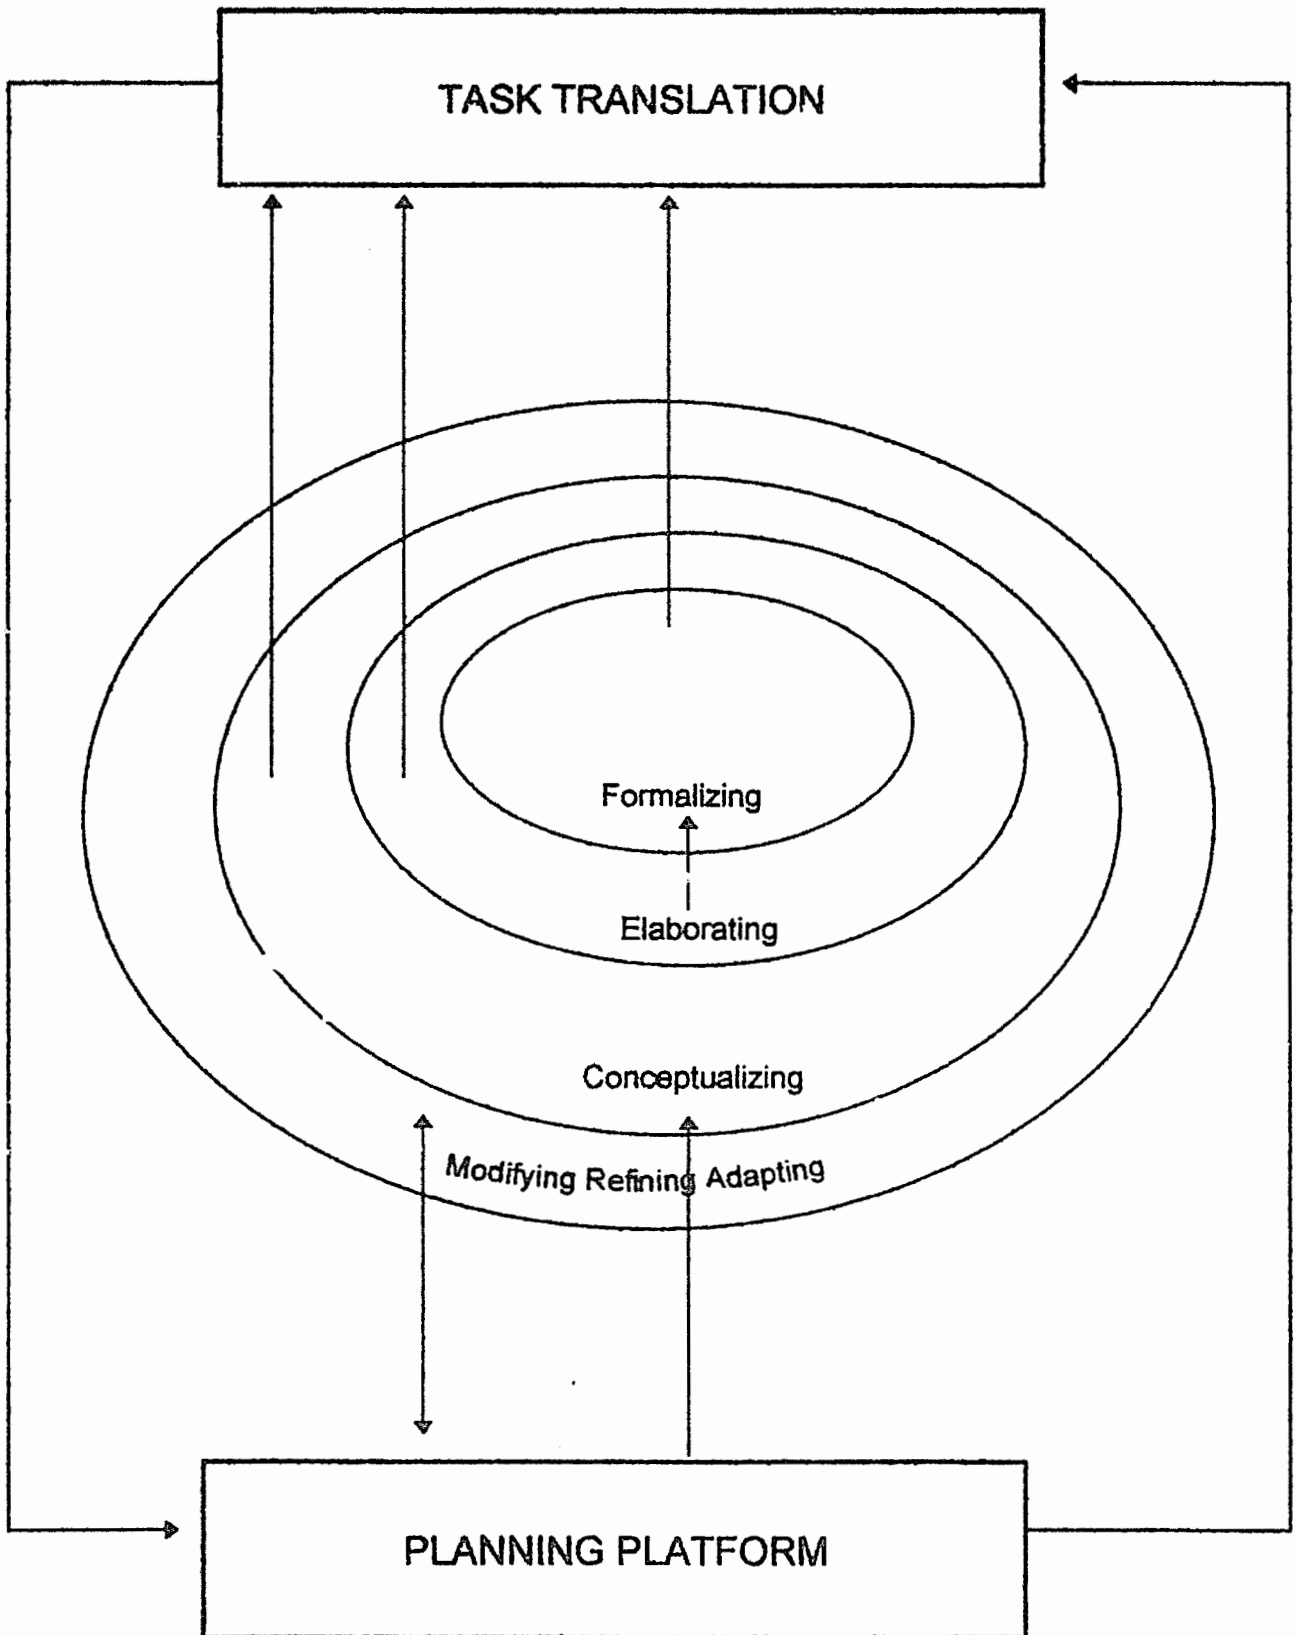 TASK TRANSLATION
Formalizing
Elaborating
Conceptualizing
Modifying Refining Adapting
PLANNING PLATFORM